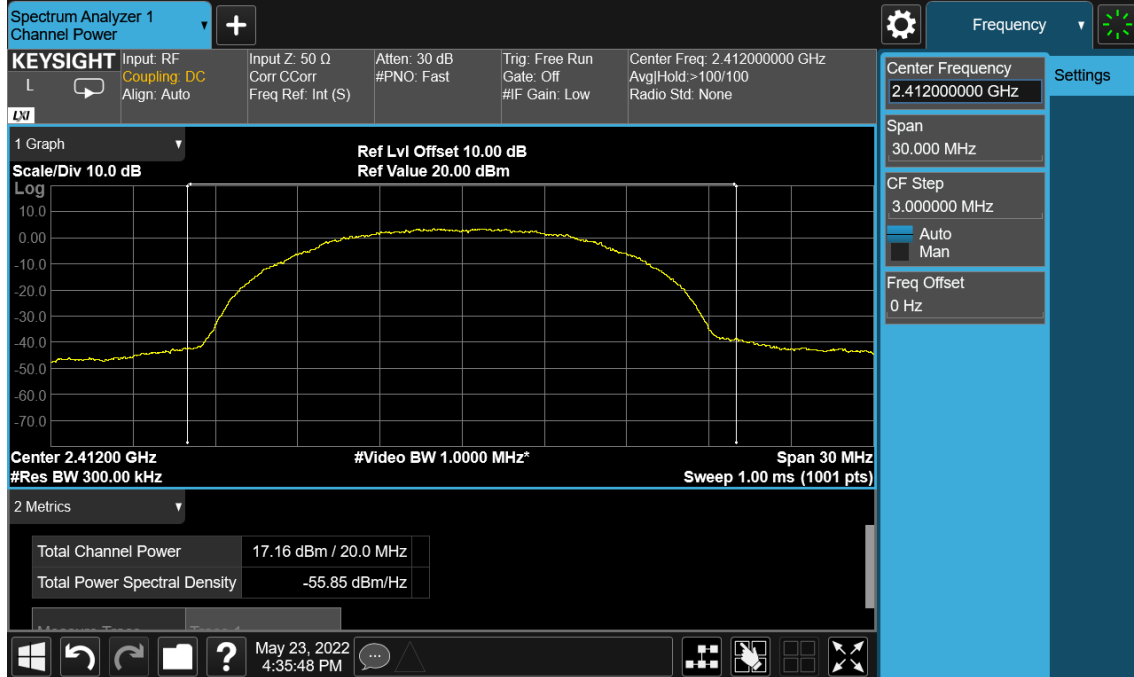 Spectrum Analyzer 1
Channel Power
+
Frequency
KEYSIGHT
L
LXI
Input: RF
Coupling: DC
Align: Auto
Input Z: 50 Ω
Corr CCorr
Freq Ref: Int (S)
Atten: 30 dB
#PNO: Fast
Trig: Free Run
Gate: Off
#IF Gain: Low
Center Freq: 2.412000000 GHz
Avg|Hold:>100/100
Radio Std: None
Center Frequency
2.412000000 GHz
Settings
Span
30.000 MHz
CF Step
3.000000 MHz
Auto
Man
Freq Offset
0 Hz
1 Graph
Scale/Div 10.0 dB
Ref Lvl Offset 10.00 dB
Ref Value 20.00 dBm
Log
10.0
0.00
-10.0
-20.0
-30.0
-40.0
-50.0
-60.0
-70.0
Center 2.41200 GHz
#Video BW 1.0000 MHz*
Span 30 MHz
#Res BW 300.00 kHz
Sweep 1.00 ms (1001 pts)
2 Metrics
Total Channel Power 17.16 dBm / 20.0 MHz
Total Power Spectral Density -55.85 dBm/Hz
?
May 23, 2022
4:35:48 PM